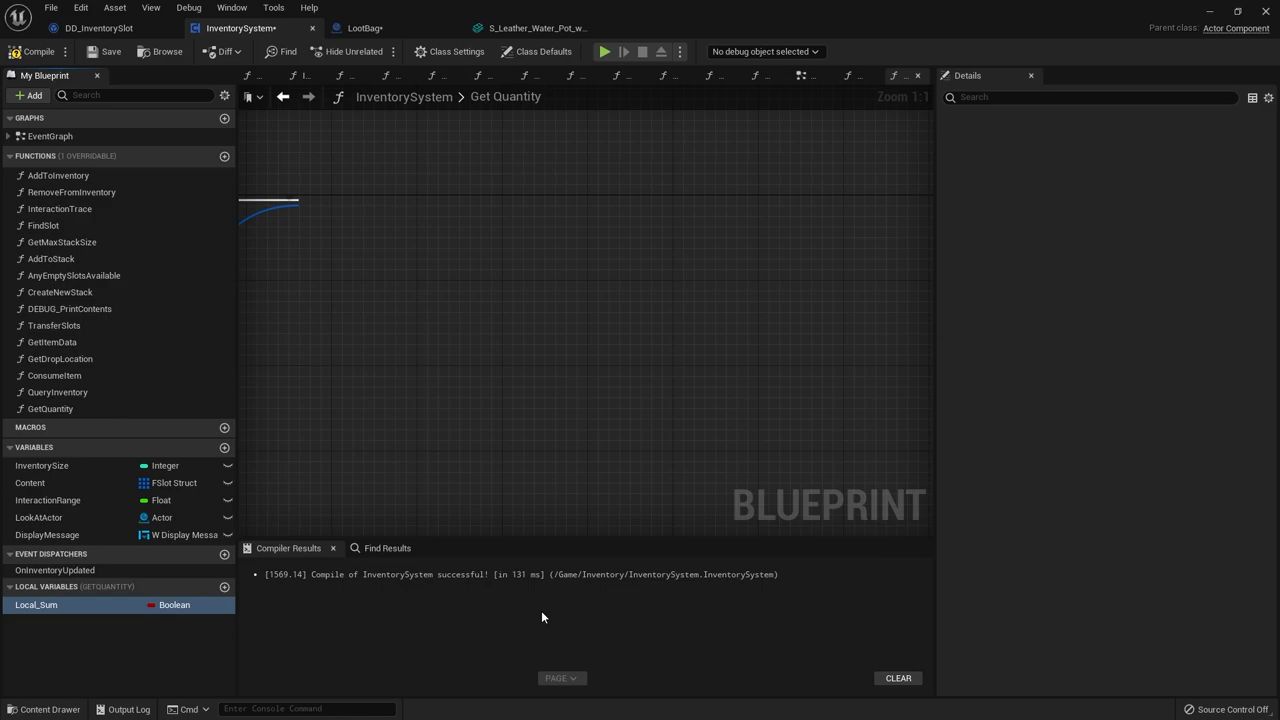 File Edit Asset View Debug Window Tools Help
DD_InventorySlot InventorySystem* LootBag* S_Leather_Water_Pot_w... Parent class: Actor Component
Compile Save Browse Diff Find Hide Unrelated Class Settings Class Defaults No debug object selected
My Blueprint Details
Add Search InventorySystem > Get Quantity Zoom 1:1 Search
GRAPHS
EventGraph
FUNCTIONS (1 OVERRIDABLE)
AddToInventory
RemoveFromInventory
InteractionTrace
FindSlot
GetMaxStackSize
AddToStack
AnyEmptySlotsAvailable
CreateNewStack
DEBUG_PrintContents
TransferSlots
GetItemData
GetDropLocation
ConsumeItem
QueryInventory
GetQuantity
MACROS
VARIABLES
InventorySize Integer
Content FSlot Struct
InteractionRange Float
LookAtActor Actor
DisplayMessage W Display Messa
EVENT DISPATCHERS
OnInventoryUpdated
LOCAL VARIABLES (GETQUANTITY)
Local_Sum Boolean
BLUEPRINT
Compiler Results Find Results
[1569.14] Compile of InventorySystem successful! [in 131 ms] (/Game/Inventory/InventorySystem.InventorySystem)
PAGE CLEAR
Content Drawer Output Log Cmd Enter Console Command Source Control Off